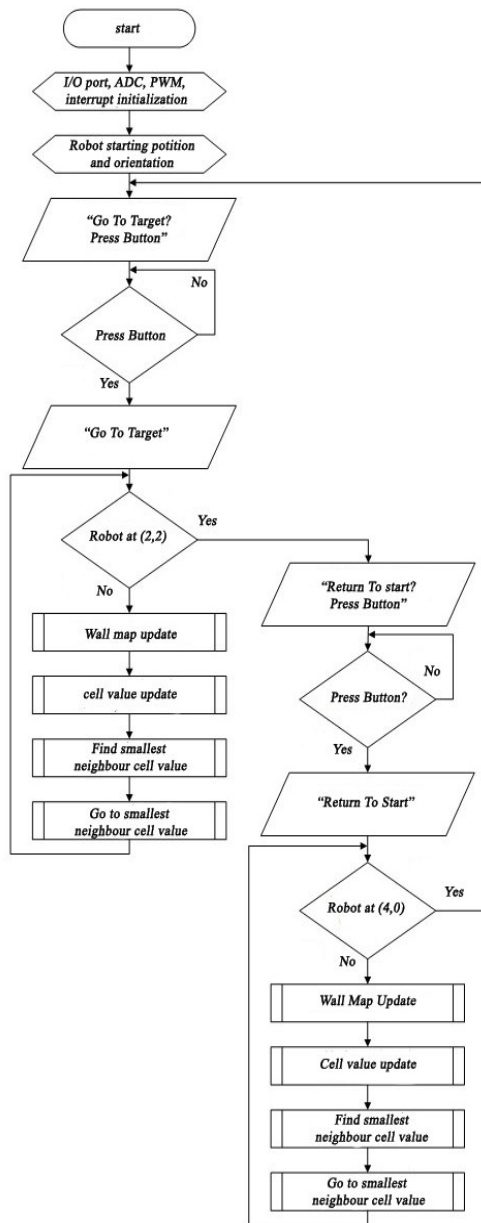 start
I/O port, ADC, PWM,
interrupt initialization
Robot starting potition
and orientation
“Go To Target?
Press Button”
No
Press Button
Yes
“Go To Target”
Robot at (2,2)
Yes
No
Wall map update
cell value update
Find smallest
neighbour cell value
Go to smallest
neighbour cell value
“Return To start?
Press Button”
No
Press Button?
Yes
“Return To Start”
Robot at (4,0)
Yes
No
Wall Map Update
Cell value update
Find smallest
neighbour cell value
Go to smallest
neighbour cell value